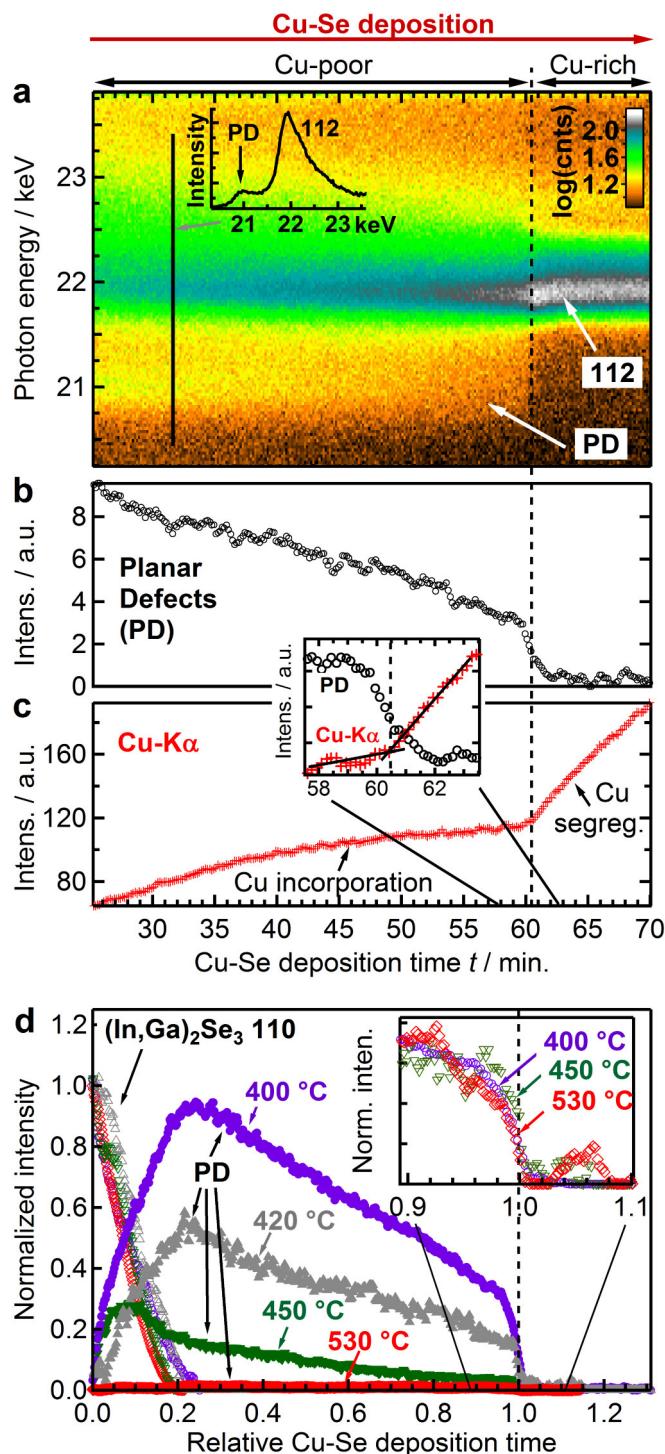 Cu-Se deposition
Cu-poor Cu-rich
a
Photon energy / keV
23
22
21
Intensity
PD
112
21 22 23 keV
log(cnts)
2.0
1.6
1.2
112
PD
b
Intens. / a.u.
8
6
4
2
0
Planar
Defects
(PD)
c
Intens. / a.u.
160
120
80
Cu-Kα
Intens. / a.u.
PD
Cu-Kα
58 60 62
Cu
segreg.
Cu incorporation
30 35 40 45 50 55 60 65 70
Cu-Se deposition time t / min.
d
Normalized intensity
1.2
1.0
0.8
0.6
0.4
0.2
0.0
(In,Ga)2Se3 110
400 °C
PD
420 °C
450 °C
530 °C
Norm. inten.
400 °C
450 °C
530 °C
0.9 1.0 1.1
0.0 0.2 0.4 0.6 0.8 1.0 1.2
Relative Cu-Se deposition time